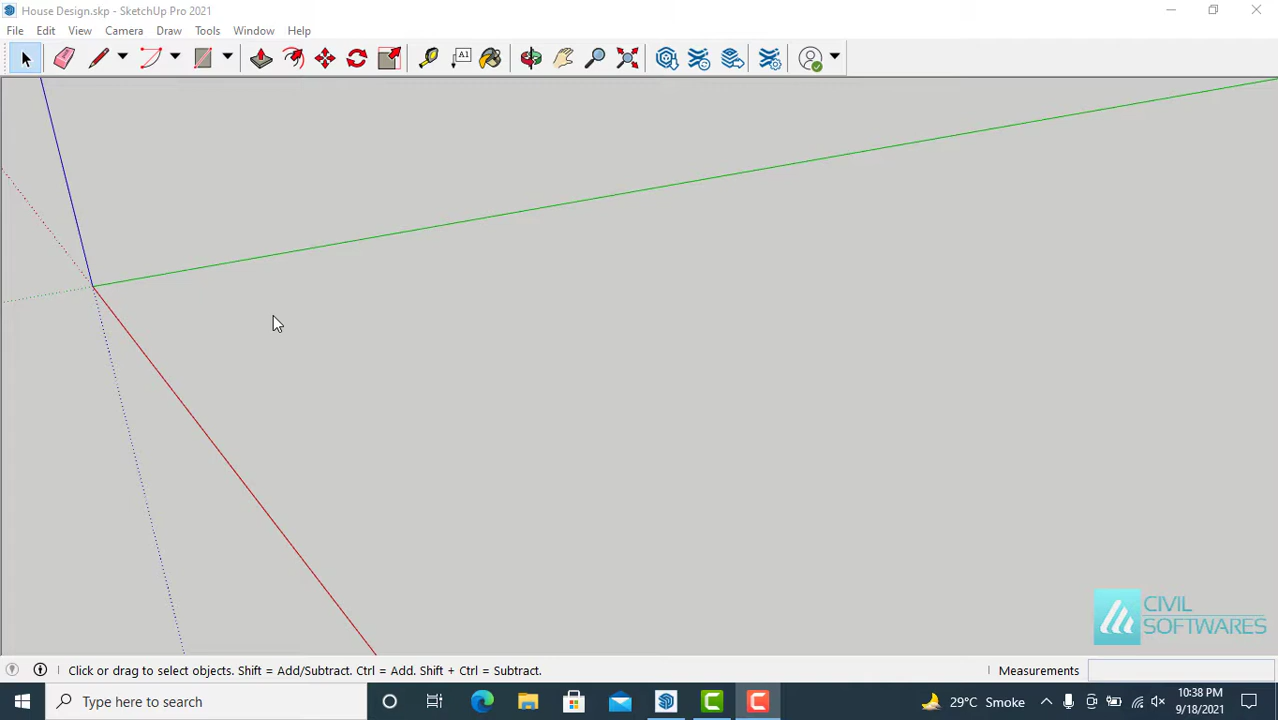 House Design.skp - SketchUp Pro 2021
File Edit View Camera Draw Tools Window Help
A1
CIVIL
SOFTWARES
Click or drag to select objects. Shift = Add/Subtract. Ctrl = Add. Shift + Ctrl = Subtract.
Measurements
Type here to search
29°C Smoke
10:38 PM
9/18/2021